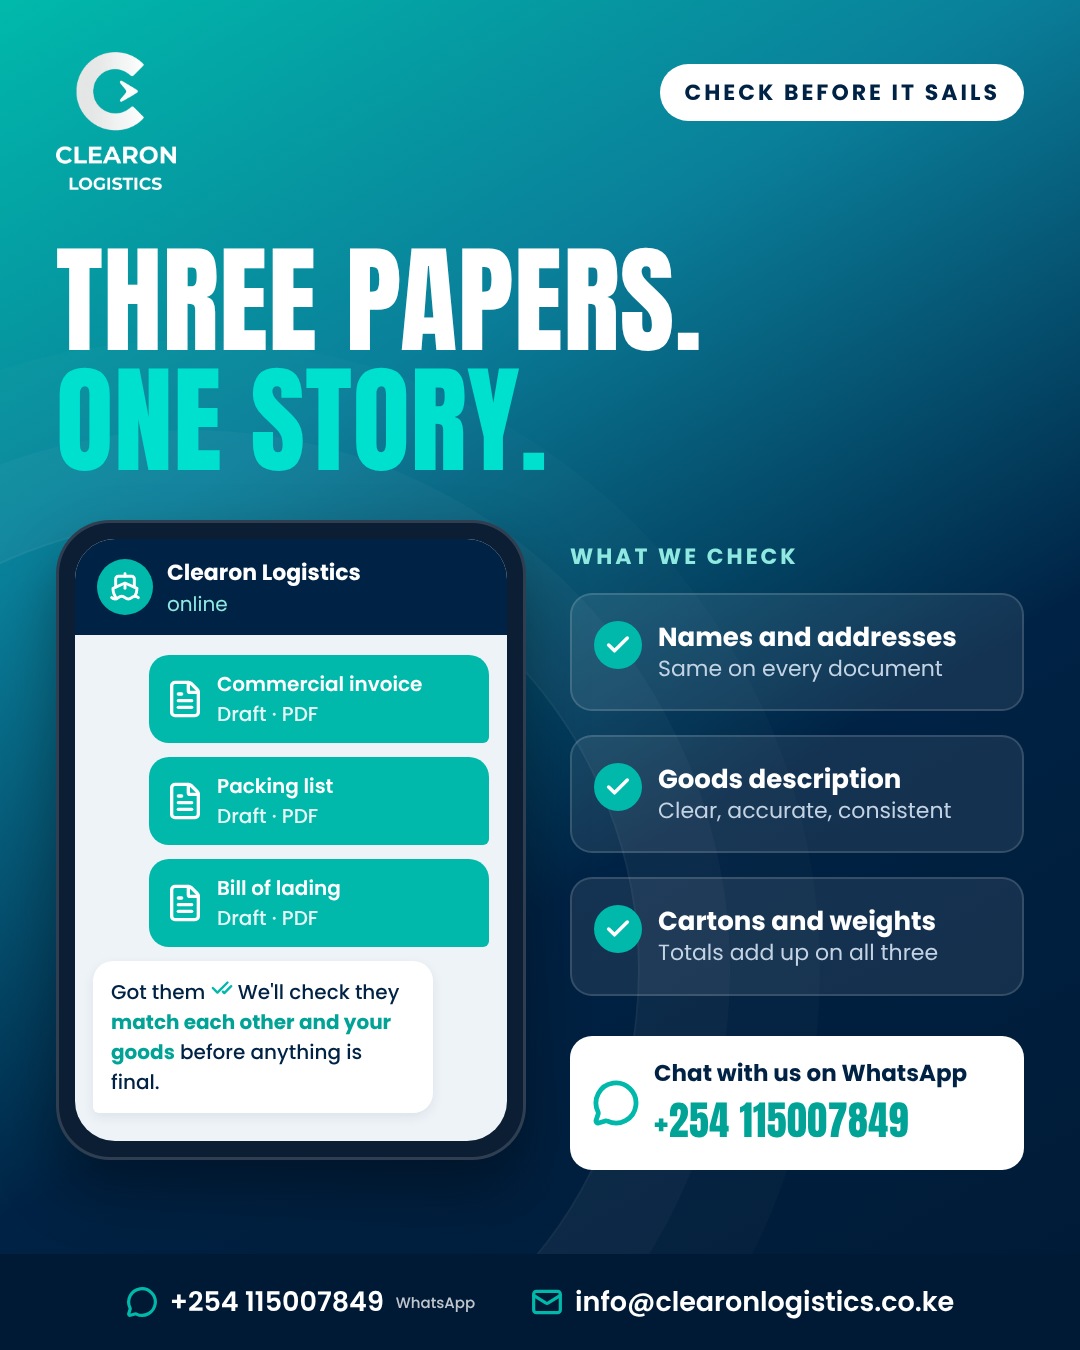 CLEARON
LOGISTICS
CHECK BEFORE IT SAILS
THREE PAPERS.
ONE STORY.
Clearon Logistics
online
Commercial invoice
Draft · PDF
Packing list
Draft · PDF
Bill of lading
Draft · PDF
Got them We'll check they
match each other and your
goods before anything is
final.
WHAT WE CHECK
Names and addresses
Same on every document
Goods description
Clear, accurate, consistent
Cartons and weights
Totals add up on all three
Chat with us on WhatsApp
+254 115007849
+254 115007849 WhatsApp
info@clearonlogistics.co.ke